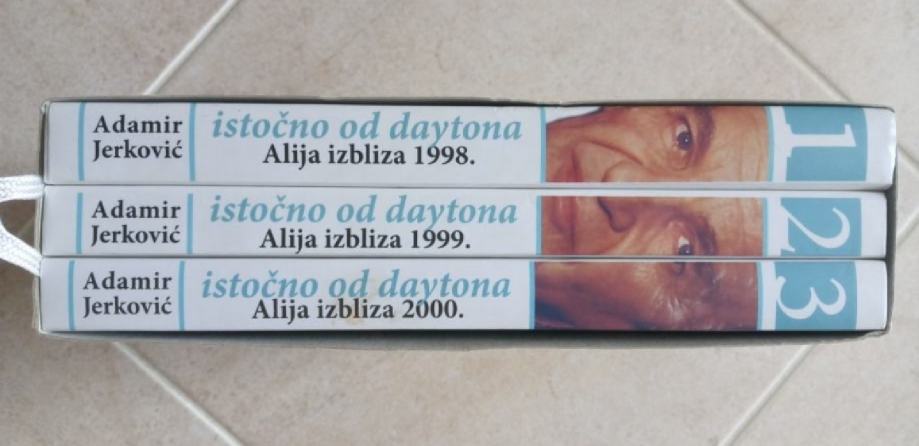 Adamir
Jerković
istočno od daytona
Alija izbliza 1998.
1
Adamir
Jerković
istočno od daytona
Alija izbliza 1999.
2
Adamir
Jerković
istočno od daytona
Alija izbliza 2000.
3